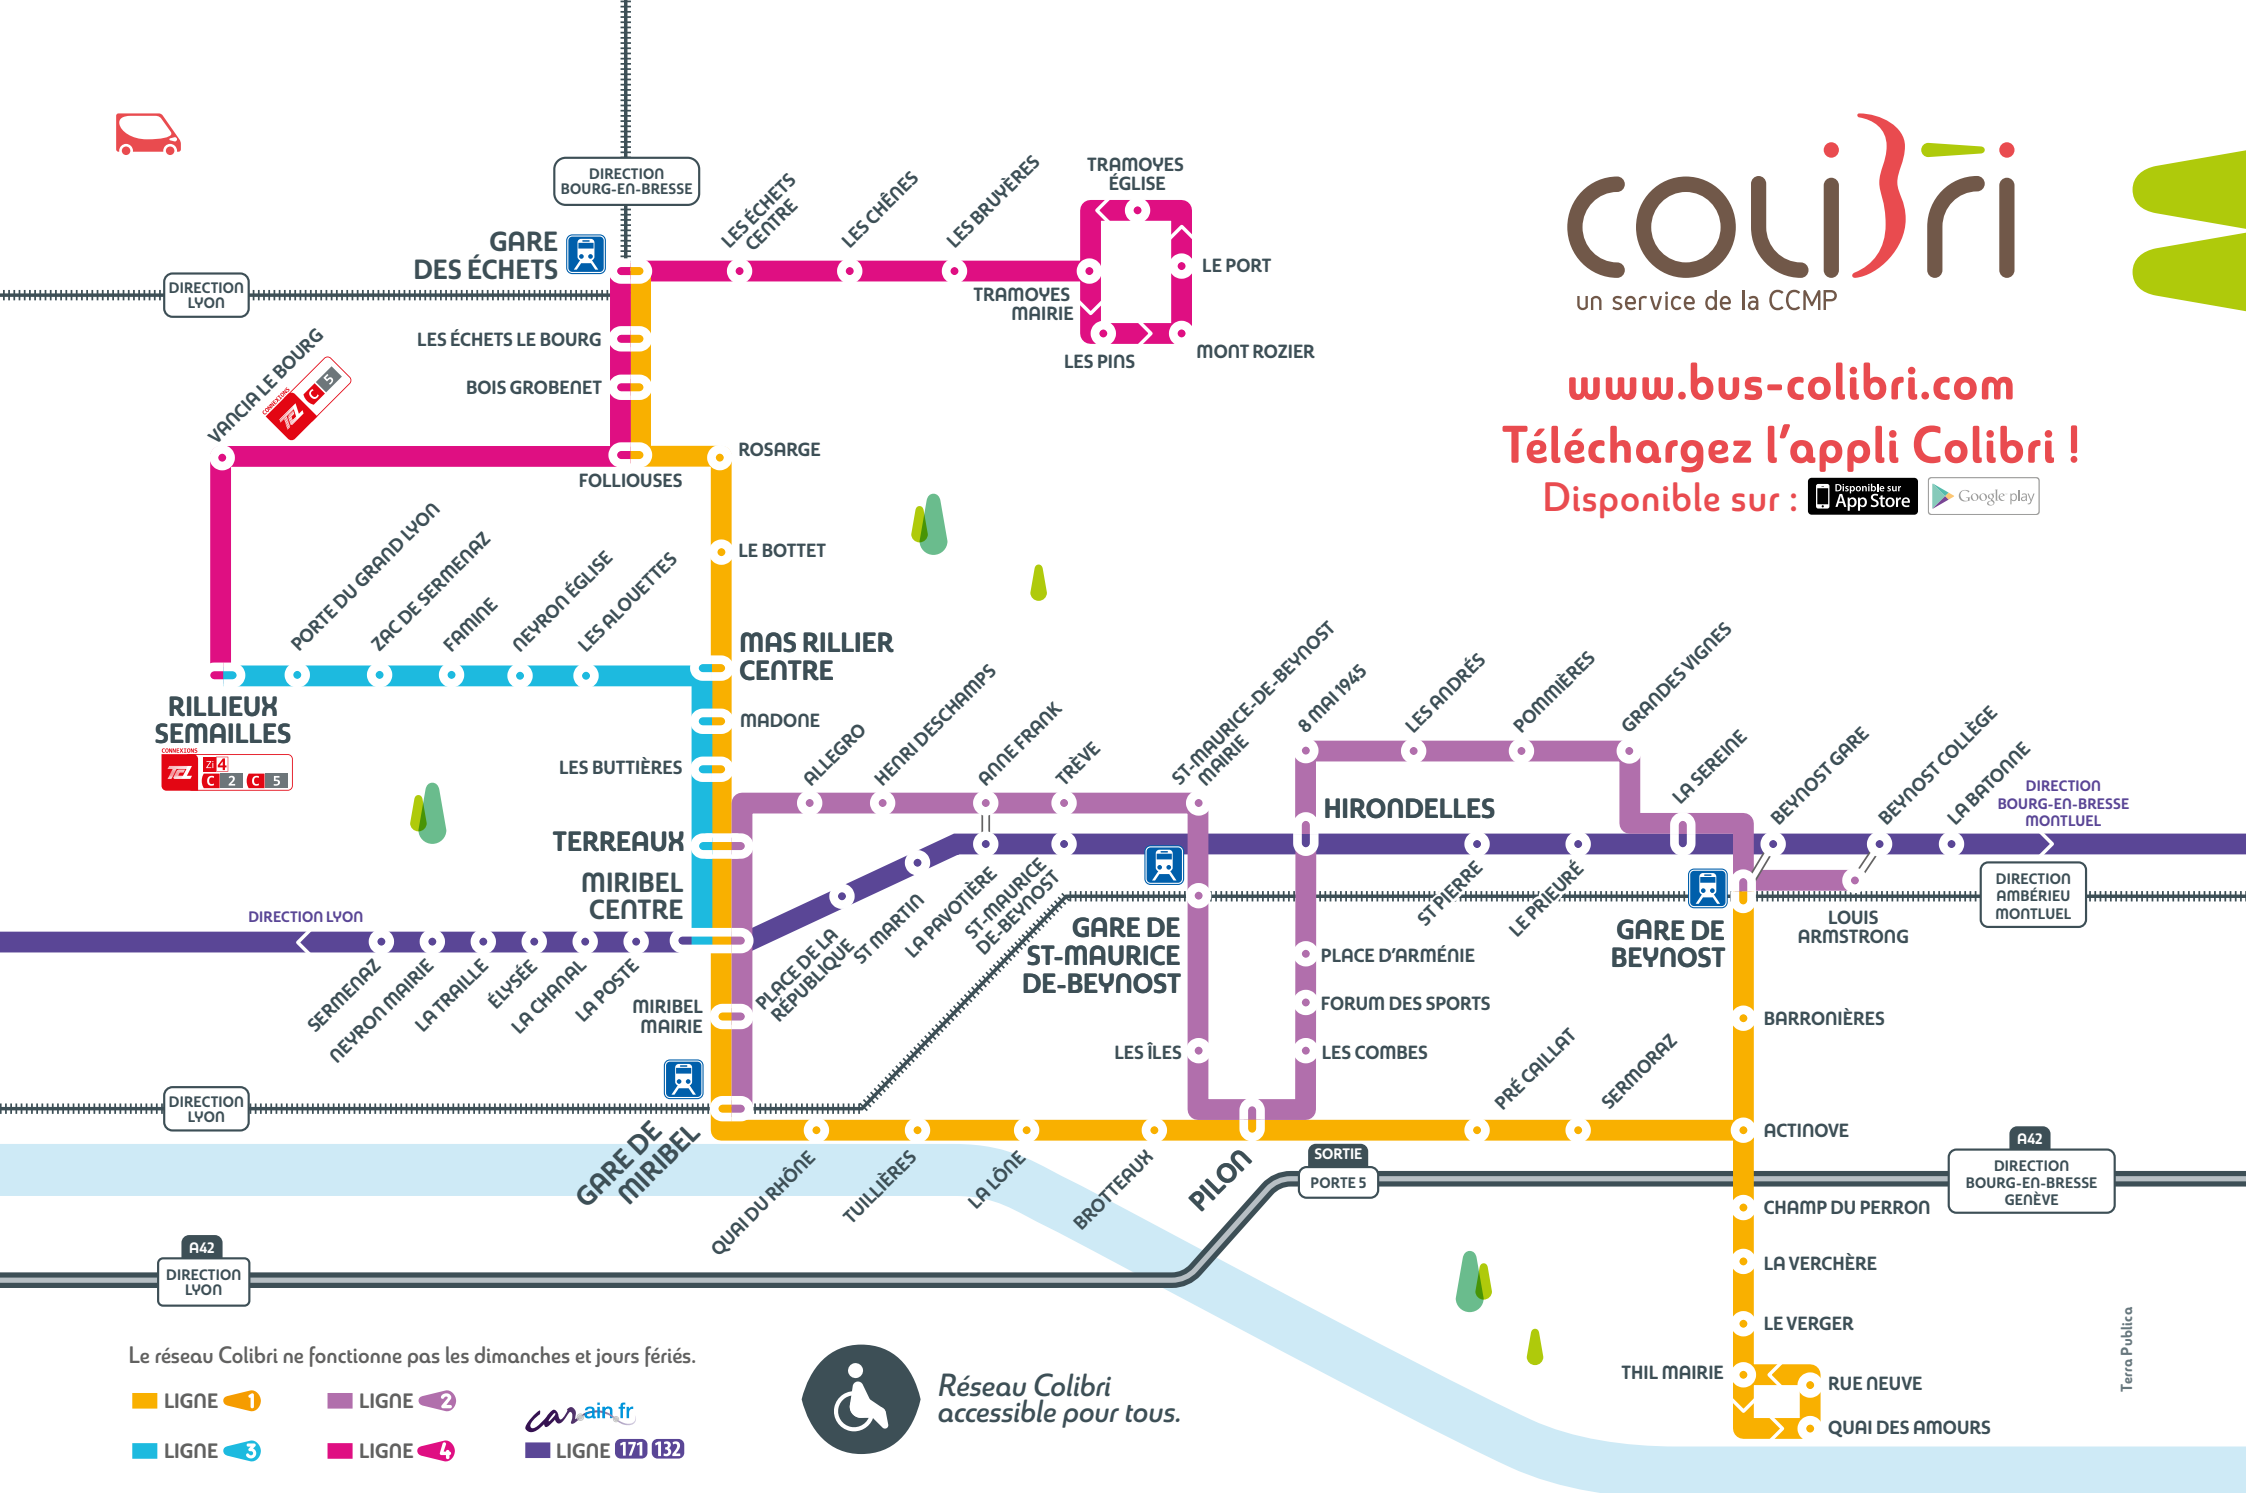 DIRECTION
BOURG-EN-BRESSE
DIRECTION
LYON
GARE
DES ÉCHETS
LES ÉCHETS
CENTRE
LES CHÊNES
LES BRUYÈRES
TRAMOYES
ÉGLISE
LE PORT
TRAMOYES
MAIRIE
LES PINS
MONT ROZIER
colibri
un service de la CCMP
www.bus-colibri.com
Téléchargez l'appli Colibri !
Disponible sur :
Disponible sur
App Store
Google play
LES ÉCHETS LE BOURG
BOIS GROBENET
VANCIA LE BOURG
CONNEXIONS
TCL
C 5
FOLLIOUSES
ROSARGE
LE BOTTET
PORTE DU GRAND LYON
ZAC DE SERMENAZ
FAMINE
NEYRON ÉGLISE
LES ALOUETTES
MAS RILLIER
CENTRE
RILLIEUX
SEMAILLES
CONNEXIONS
TCL
Zi 4
C 2 C 5
MADONE
LES BUTTIÈRES
TERREAUX
MIRIBEL
CENTRE
ALLEGRO
HENRI DESCHAMPS
ANNE FRANK
TRÈVE
ST-MAURICE-DE-BEYNOST
MAIRIE
8 MAI 1945
LES ANDRÉS
POMMIÈRES
GRANDES VIGNES
LA SEREINE
BEYNOST GARE
BEYNOST COLLÈGE
LA BATONNE
DIRECTION
BOURG-EN-BRESSE
MONTLUEL
HIRONDELLES
DIRECTION
AMBÉRIEU
MONTLUEL
DIRECTION LYON
SERMENAZ
NEYRON MAIRIE
LA TRAILLE
ÉLYSÉE
LA CHANAL
LA POSTE
PLACE DE LA
RÉPUBLIQUE
ST MARTIN
LA PAVOTIÈRE
ST-MAURICE
DE-BEYNOST
GARE DE
ST-MAURICE
DE-BEYNOST
ST PIERRE
LE PRIEURÉ
GARE DE
BEYNOST
LOUIS
ARMSTRONG
MIRIBEL
MAIRIE
PLACE D'ARMÉNIE
FORUM DES SPORTS
LES ÎLES
LES COMBES
BARRONIÈRES
PRÉ CAILLAT
SERMORAZ
ACTINOVE
DIRECTION
LYON
GARE DE
MIRIBEL
QUAI DU RHÔNE
TUILLIÈRES
LA LÔNE
BROTTEAUX
PILON
SORTIE
PORTE 5
A42
DIRECTION
BOURG-EN-BRESSE
GENÈVE
CHAMP DU PERRON
LA VERCHÈRE
LE VERGER
THIL MAIRIE
RUE NEUVE
QUAI DES AMOURS
A42
DIRECTION
LYON
Le réseau Colibri ne fonctionne pas les dimanches et jours fériés.
LIGNE 1
LIGNE 2
LIGNE 3
LIGNE 4
car.ain.fr
LIGNE 171 132
Réseau Colibri
accessible pour tous.
Terra Publica